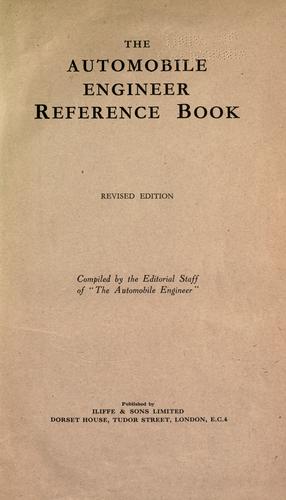 THE
AUTOMOBILE
ENGINEER
REFERENCE BOOK
REVISED EDITION
Compiled by the Editorial Staff
of "The Automobile Engineer"
Published by
ILIFFE & SONS LIMITED
DORSET HOUSE, TUDOR STREET, LONDON, E.C.4